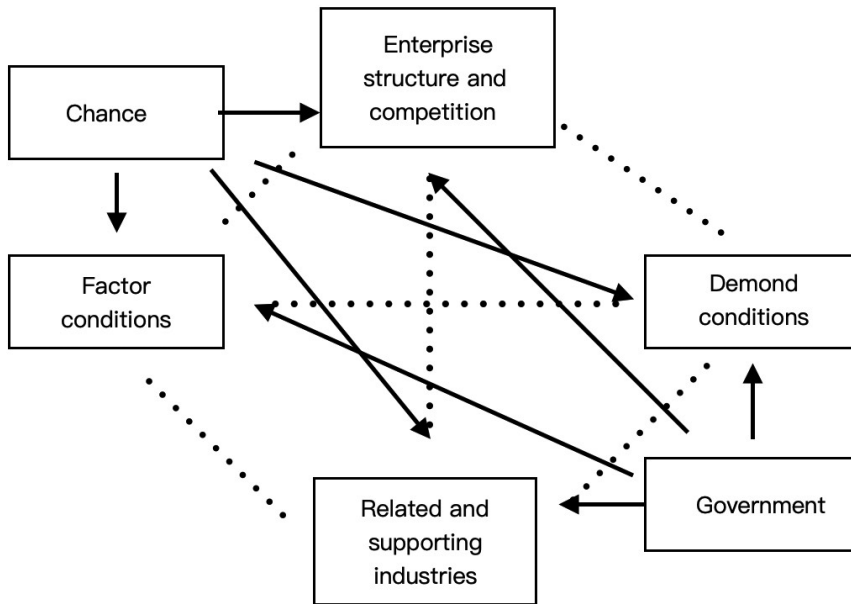 Enterprise
structure and
competition
Chance
Factor
conditions
Demond
conditions
Related and
supporting
industries
Government